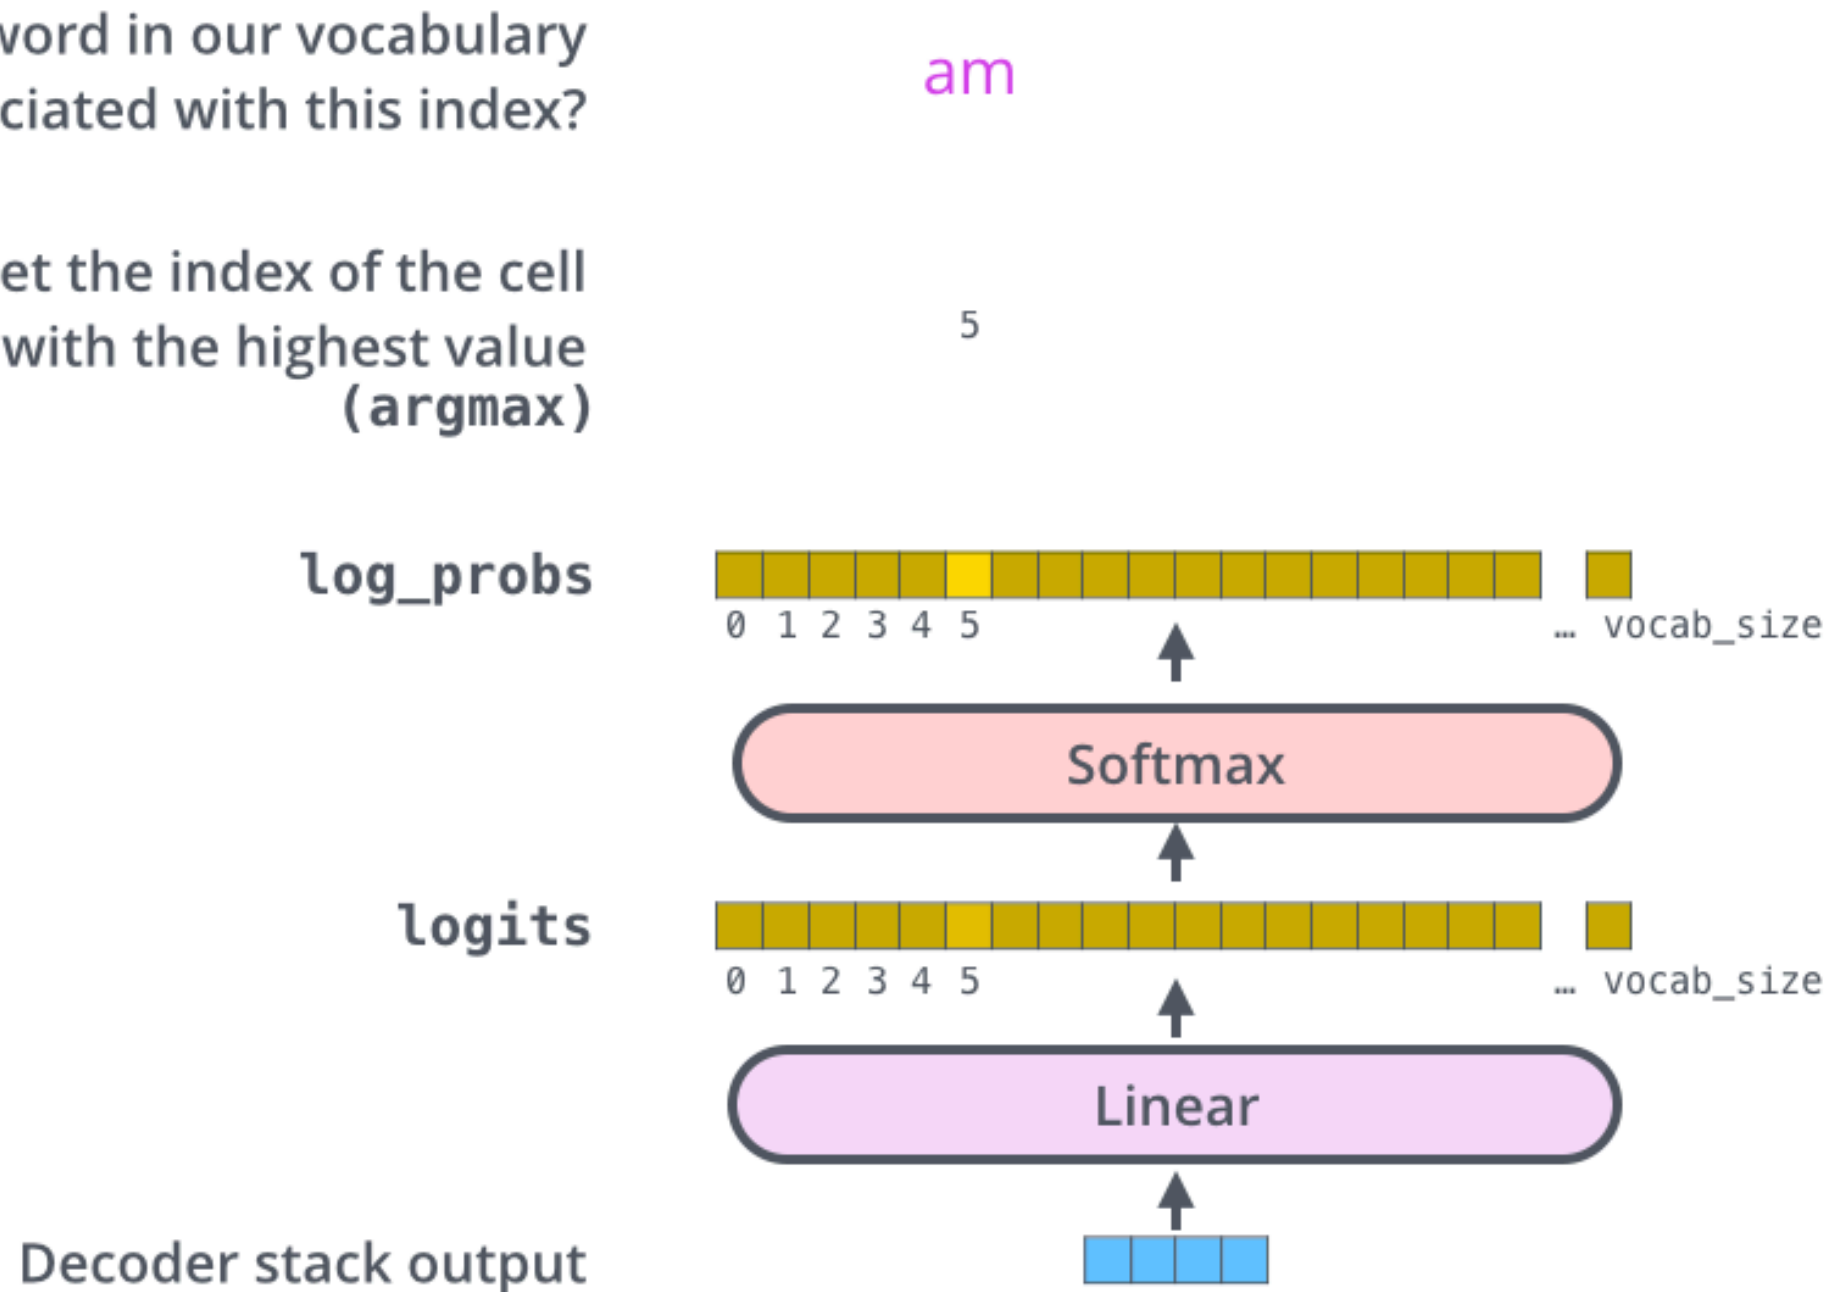 word in our vocabulary
am
ciated with this index?
et the index of the cell
5
with the highest value
(argmax)
log_probs
0 1 2 3 4 5 … vocab_size
Softmax
logits
0 1 2 3 4 5 … vocab_size
Linear
Decoder stack output